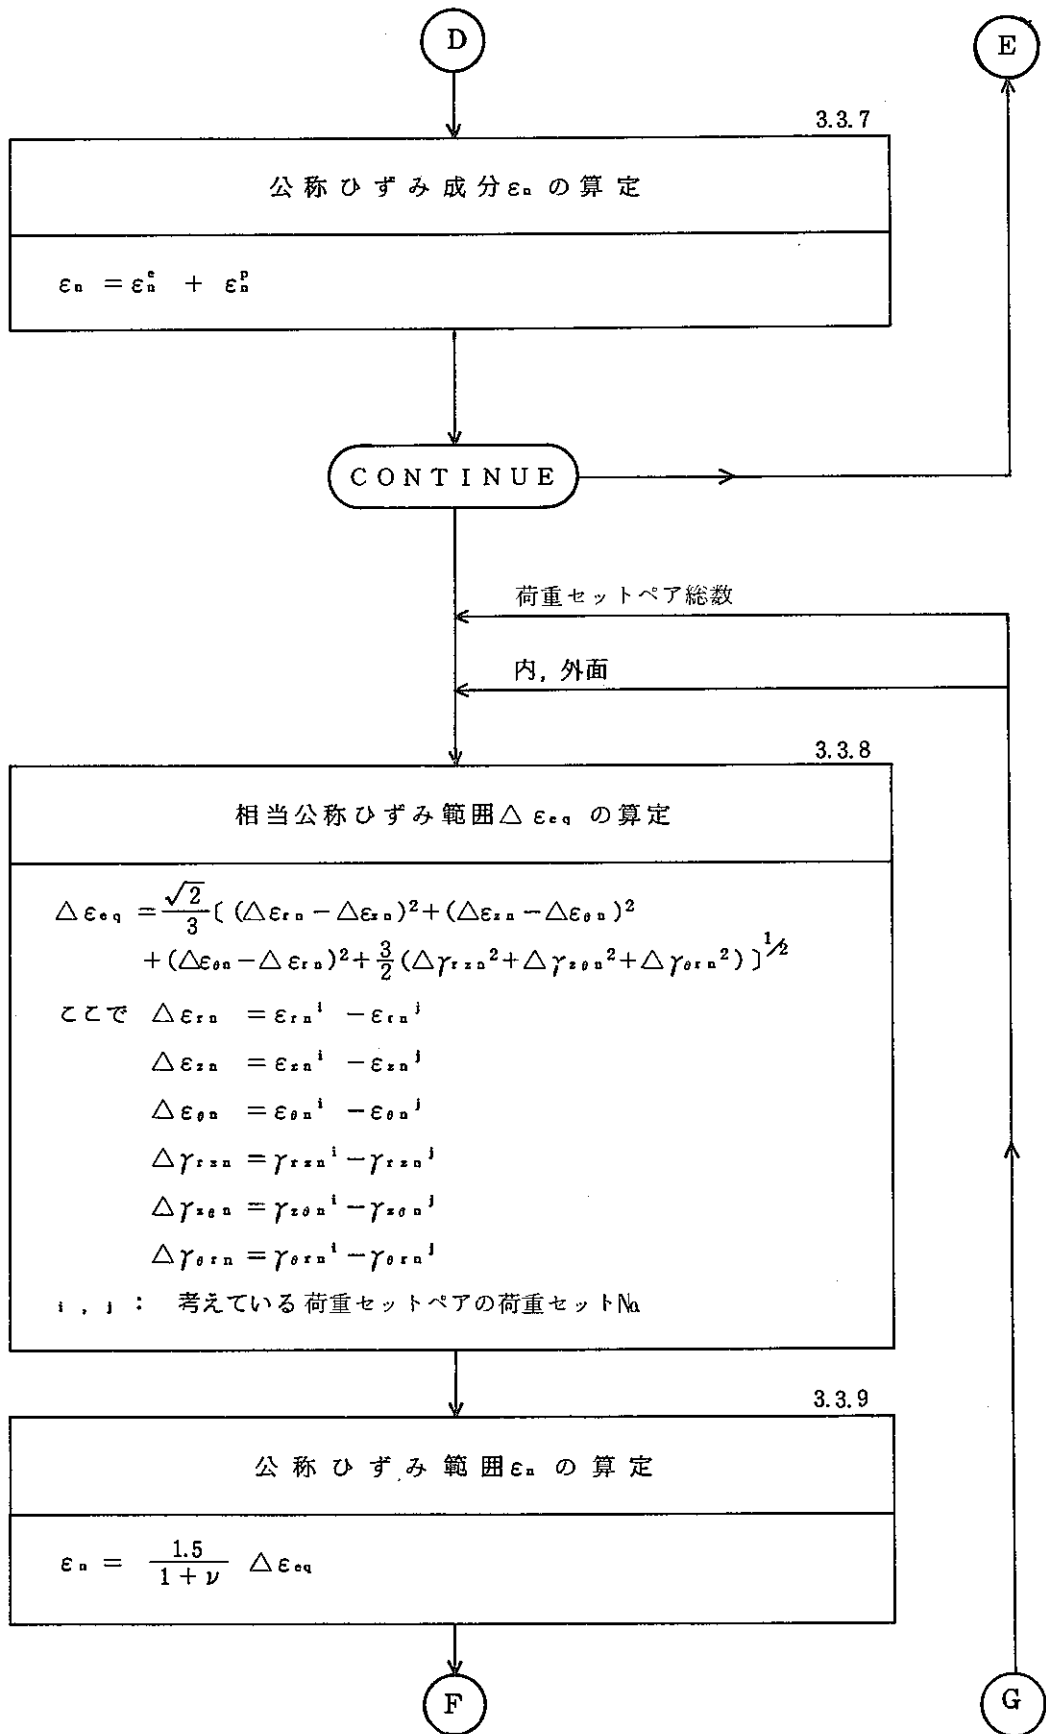 D
E
3.3.7
公称ひずみ成分εn の算定
εn = εn^e + εn^p
CONTINUE
荷重セットペア総数
内,外面
3.3.8
相当公称ひずみ範囲△εeq の算定
△εeq = √2/3 〔 (△εrn − △εzn)² + (△εzn − △εθn)²
+ (△εθn − △εrn)² + 3/2 (△γrzn² + △γzθn² + △γθrn²) 〕^1/2
ここで △εrn = εrn^i − εrn^j
△εzn = εzn^i − εzn^j
△εθn = εθn^i − εθn^j
△γrzn = γrzn^i − γrzn^j
△γzθn = γzθn^i − γzθn^j
△γθrn = γθrn^i − γθrn^j
i , j : 考えている荷重セットペアの荷重セット№
3.3.9
公称ひずみ範囲εn の算定
εn = 1.5/(1 + ν) △εeq
F
G